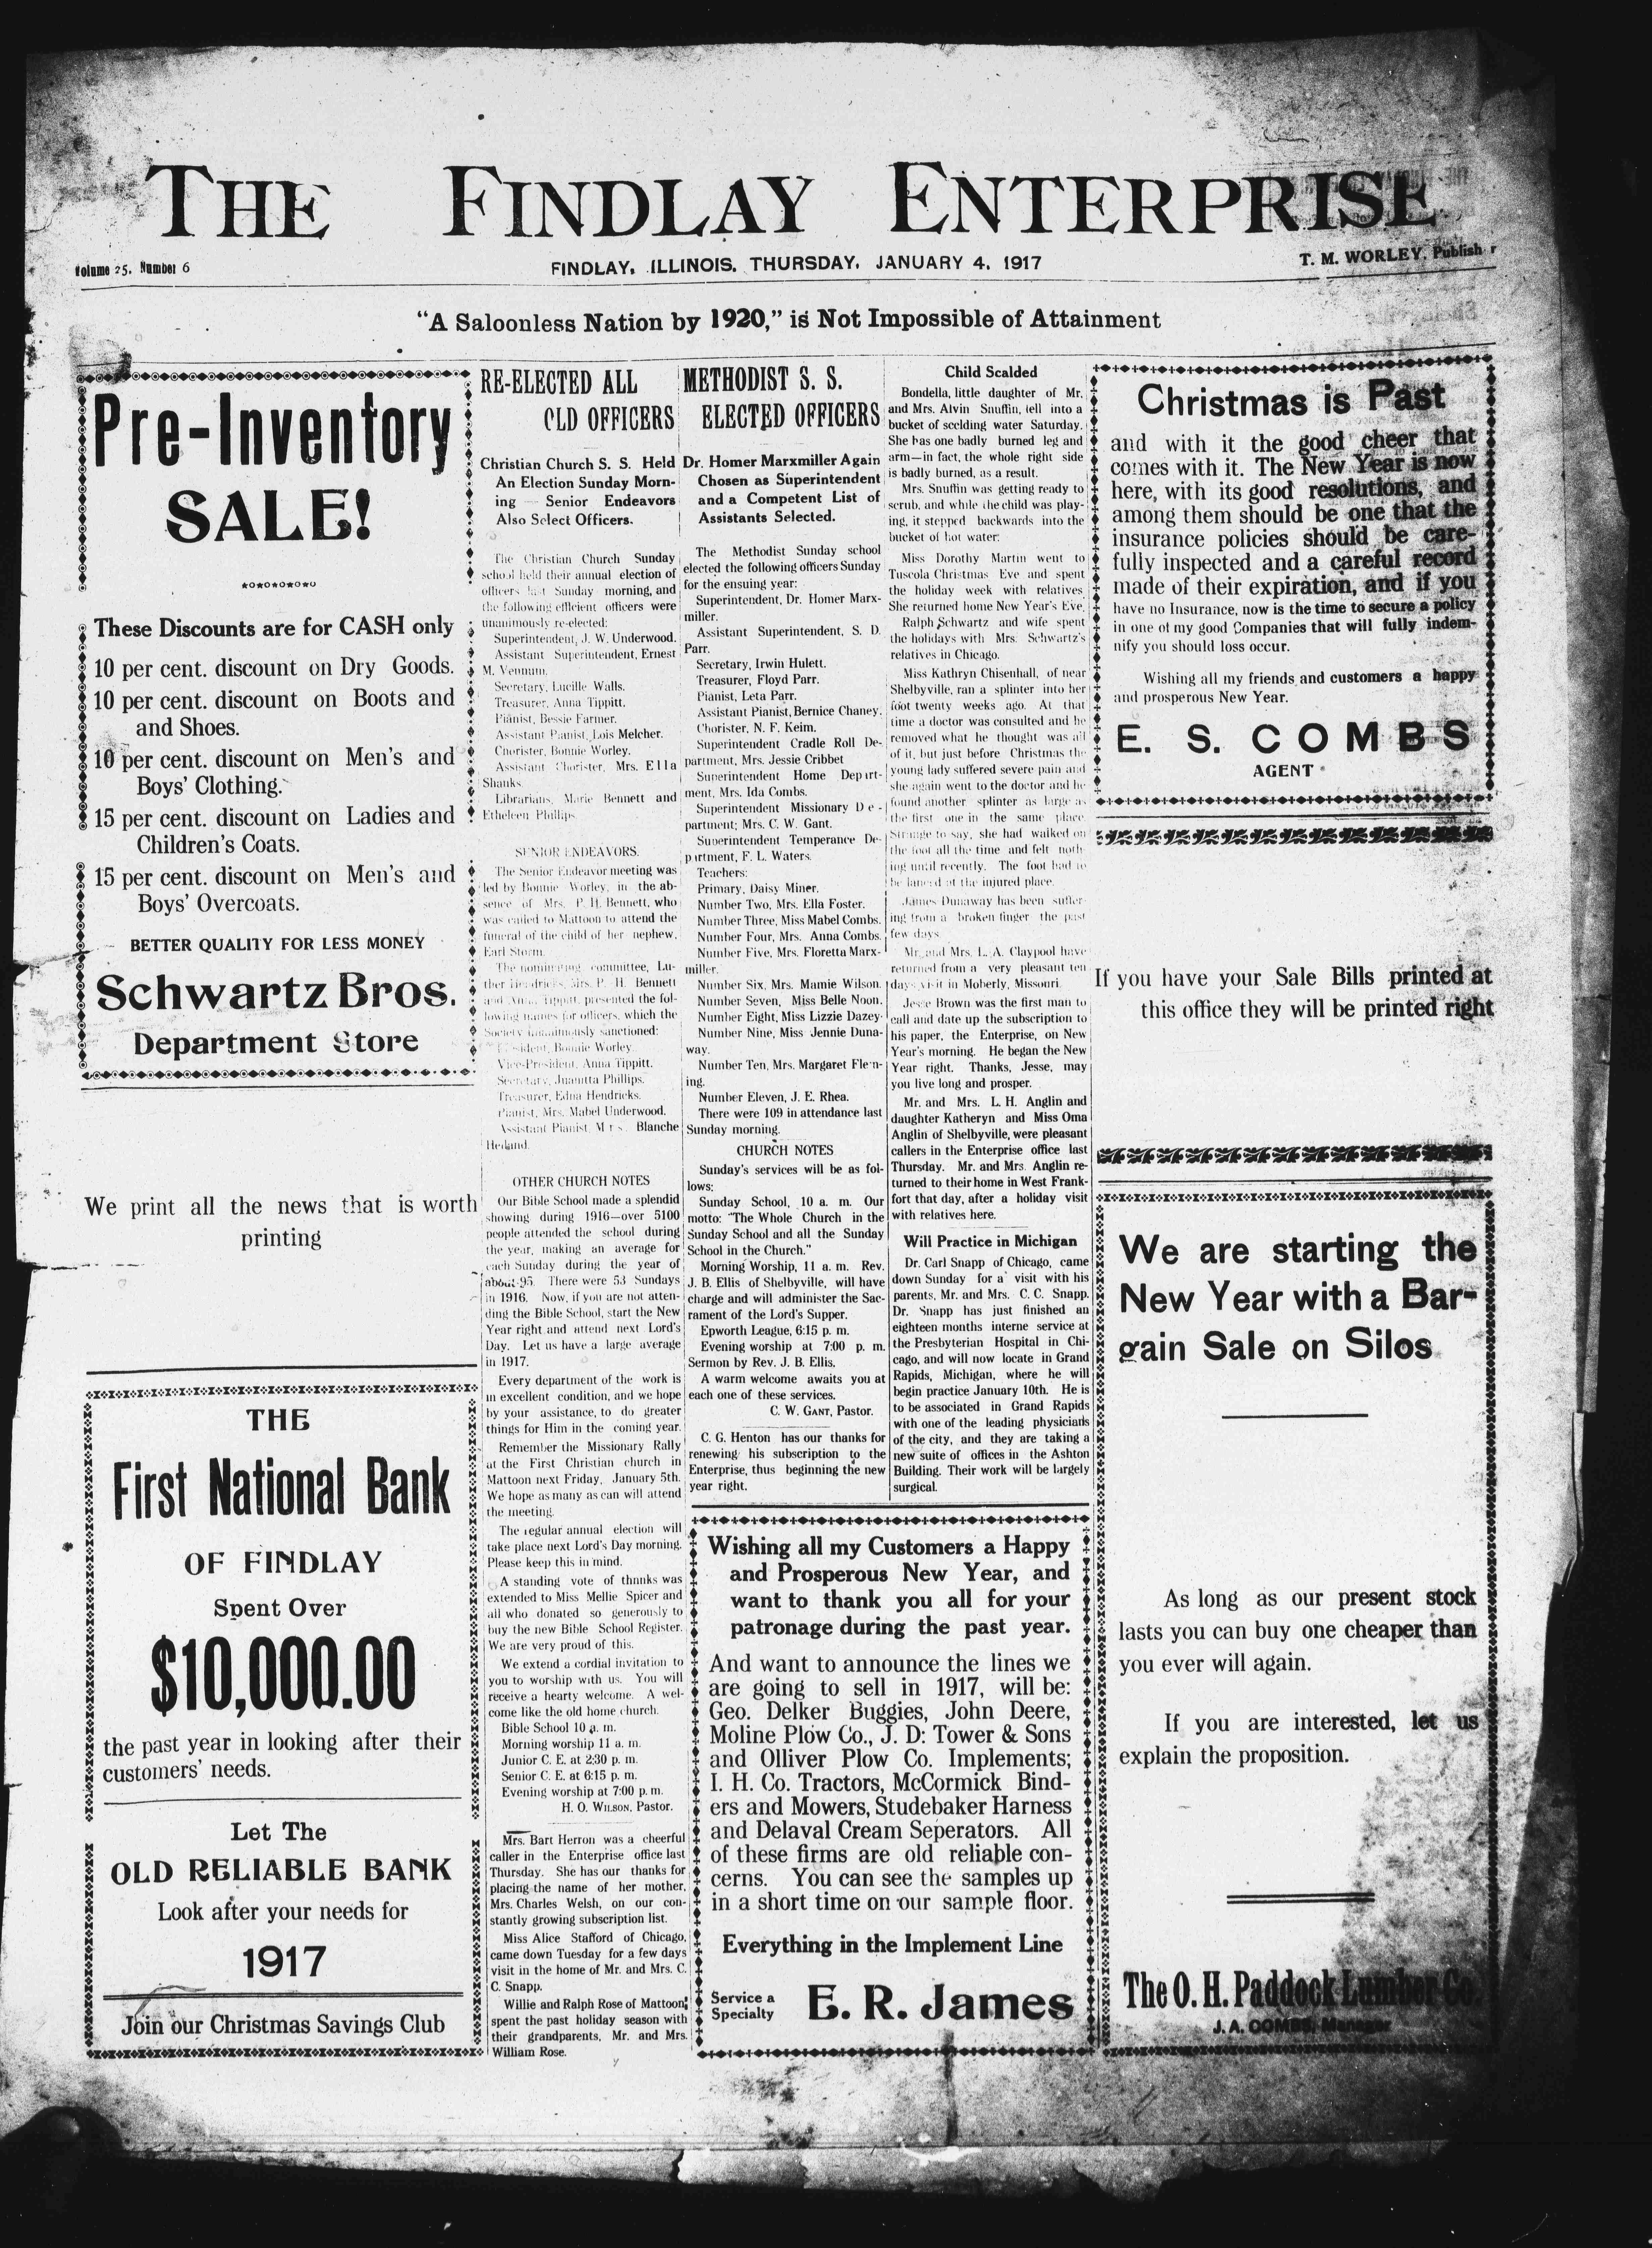 THE FINDLAY ENTERPRISE
Volume 25. Number 6
FINDLAY, ILLINOIS, THURSDAY, JANUARY 4, 1917
T. M. WORLEY, Publish r
"A Saloonless Nation by 1920," is Not Impossible of Attainment
Pre-Inventory
SALE!
These Discounts are for CASH only
10 per cent. discount on Dry Goods.
10 per cent. discount on Boots and
and Shoes.
10 per cent. discount on Men's and
Boys' Clothing.
15 per cent. discount on Ladies and
Children's Coats.
15 per cent. discount on Men's and
Boys' Overcoats.
BETTER QUALITY FOR LESS MONEY
Schwartz Bros.
Department Store
We print all the news that is worth
printing
THE
First National Bank
OF FINDLAY
Spent Over
$10,000.00
the past year in looking after their
customers' needs.
Let The
OLD RELIABLE BANK
Look after your needs for
1917
Join our Christmas Savings Club
RE-ELECTED ALL
OLD OFFICERS
Christian Church S. S. Held
An Election Sunday Morn-
ing — Senior Endeavors
Also Select Officers.
The Christian Church Sunday
school held their annual election of
officers last Sunday morning, and
the following efficient officers were
unanimously re-elected:
Superintendent, J. W. Underwood.
Assistant Superintendent, Ernest
M. Vennum.
Secretary, Lucille Walls.
Treasurer, Anna Tippitt.
Pianist, Bessie Farmer.
Assistant Pianist, Lois Melcher.
Chorister, Bonnie Worley.
Assistant Chorister, Mrs. Ella
Shanks.
Librarians, Marie Bennett and
Etheleen Phillips.
SENIOR ENDEAVORS.
The Senior Endeavor meeting was
led by Bonnie Worley, in the ab-
sence of Mrs. P. H. Bennett, who
was called to Mattoon to attend the
funeral of the child of her nephew,
Earl Storm.
The nominating committee, Lu-
ther Hendricks, Mrs. P. H. Bennett
and Anna Tippitt, presented the fol-
lowing names for officers, which the
Society unanimously sanctioned:
President, Bonnie Worley.
Vice-President, Anna Tippitt.
Secretary, Juanitta Phillips.
Treasurer, Edna Hendricks.
Pianist, Mrs. Mabel Underwood.
Assistant Pianist, Mrs. Blanche
Hedland.
OTHER CHURCH NOTES
Our Bible School made a splendid
showing during 1916—over 5100
people attended the school during
the year, making an average for
each Sunday during the year of
about 95. There were 53 Sundays
in 1916. Now, if you are not atten-
ding the Bible School, start the New
Year right and attend next Lord's
Day. Let us have a large average
in 1917.
Every department of the work is
in excellent condition, and we hope
by your assistance, to do greater
things for Him in the coming year.
Remember the Missionary Rally
at the First Christian church in
Mattoon next Friday, January 5th.
We hope as many as can will attend
the meeting.
The regular annual election will
take place next Lord's Day morning.
Please keep this in mind.
A standing vote of thnnks was
extended to Miss Mellie Spicer and
all who donated so generously to
buy the new Bible School Register.
We are very proud of this.
We extend a cordial invitation to
you to worship with us. You will
receive a hearty welcome. A wel-
come like the old home church.
Bible School 10 a. m.
Morning worship 11 a. m.
Junior C. E. at 2:30 p. m.
Senior C. E. at 6:15 p. m.
Evening worship at 7:00 p. m.
H. O. WILSON, Pastor.
Mrs. Bart Herron was a cheerful
caller in the Enterprise office last
Thursday. She has our thanks for
placing the name of her mother,
Mrs. Charles Welsh, on our con-
stantly growing subscription list.
Miss Alice Stafford of Chicago,
came down Tuesday for a few days
visit in the home of Mr. and Mrs. C.
C. Snapp.
Willie and Ralph Rose of Mattoon,
spent the past holiday season with
their grandparents, Mr. and Mrs.
William Rose.
METHODIST S. S.
ELECTED OFFICERS
Dr. Homer Marxmiller Again
Chosen as Superintendent
and a Competent List of
Assistants Selected.
The Methodist Sunday school
elected the following officers Sunday
for the ensuing year:
Superintendent, Dr. Homer Marx-
miller.
Assistant Superintendent, S. D.
Parr.
Secretary, Irwin Hulett.
Treasurer, Floyd Parr.
Pianist, Leta Parr.
Assistant Pianist, Bernice Chaney.
Chorister, N. F. Keim.
Superintendent Cradle Roll De-
partment, Mrs. Jessie Cribbet
Superintendent Home Depart-
ment, Mrs. Ida Combs.
Superintendent Missionary De-
partment; Mrs. C. W. Gant.
Superintendent Temperance De-
partment, F. L. Waters.
Teachers:
Primary, Daisy Miner.
Number Two, Mrs. Ella Foster.
Number Three, Miss Mabel Combs.
Number Four, Mrs. Anna Combs.
Number Five, Mrs. Floretta Marx-
miller.
Number Six, Mrs. Mamie Wilson.
Number Seven, Miss Belle Noon.
Number Eight, Miss Lizzie Dazey.
Number Nine, Miss Jennie Duna-
way.
Number Ten, Mrs. Margaret Flem-
ing.
Number Eleven, J. E. Rhea.
There were 109 in attendance last
Sunday morning.
CHURCH NOTES
Sunday's services will be as fol-
lows:
Sunday School, 10 a. m. Our
motto: "The Whole Church in the
Sunday School and all the Sunday
School in the Church."
Morning Worship, 11 a. m. Rev.
J. B. Ellis of Shelbyville, will have
charge and will administer the Sac-
rament of the Lord's Supper.
Epworth League, 6:15 p. m.
Evening worship at 7:00 p. m.
Sermon by Rev. J. B. Ellis.
A warm welcome awaits you at
each one of these services.
C. W. GANT, Pastor.
C. G. Henton has our thanks for
renewing his subscription to the
Enterprise, thus beginning the new
year right.
Child Scalded
Bondella, little daughter of Mr.
and Mrs. Alvin Snuffin, fell into a
bucket of scclding water Saturday.
She has one badly burned leg and
arm—in fact, the whole right side
is badly burned, as a result.
Mrs. Snuffin was getting ready to
scrub, and while the child was play-
ing, it stepped backwards into the
bucket of hot water.
Miss Dorothy Martin went to
Tuscola Christmas Eve and spent
the holiday week with relatives.
She returned home New Year's Eve.
Ralph Schwartz and wife spent
the holidays with Mrs. Schwartz's
relatives in Chicago.
Miss Kathryn Chisenhall, of near
Shelbyville, ran a splinter into her
foot twenty weeks ago. At that
time a doctor was consulted and he
removed what he thought was all
of it, but just before Christmas the
young lady suffered severe pain and
she again went to the doctor and he
found another splinter as large as
the first one in the same place.
Strange to say, she had walked on
the foot all the time and felt noth-
ing until recently. The foot had to
be lanced at the injured place.
James Dunaway has been suffer-
ing from a broken finger the past
few days.
Mr. and Mrs. L. A. Claypool have
returned from a very pleasant ten
days visit in Moberly, Missouri.
Jesse Brown was the first man to
call and date up the subscription to
his paper, the Enterprise, on New
Year's morning. He began the New
Year right. Thanks, Jesse, may
you live long and prosper.
Mr. and Mrs. L. H. Anglin and
daughter Katheryn and Miss Oma
Anglin of Shelbyville, were pleasant
callers in the Enterprise office last
Thursday. Mr. and Mrs. Anglin re-
turned to their home in West Frank-
fort that day, after a holiday visit
with relatives here.
Will Practice in Michigan
Dr. Carl Snapp of Chicago, came
down Sunday for a visit with his
parents, Mr. and Mrs. C. C. Snapp.
Dr. Snapp has just finished an
eighteen months interne service at
the Presbyterian Hospital in Chi-
cago, and will now locate in Grand
Rapids, Michigan, where he will
begin practice January 10th. He is
to be associated in Grand Rapids
with one of the leading physicians
of the city, and they are taking a
new suite of offices in the Ashton
Building. Their work will be largely
surgical.
Wishing all my Customers a Happy
and Prosperous New Year, and
want to thank you all for your
patronage during the past year.
And want to announce the lines we
are going to sell in 1917, will be:
Geo. Delker Buggies, John Deere,
Moline Plow Co., J. D: Tower & Sons
and Olliver Plow Co. Implements;
I. H. Co. Tractors, McCormick Bind-
ers and Mowers, Studebaker Harness
and Delaval Cream Seperators. All
of these firms are old reliable con-
cerns. You can see the samples up
in a short time on our sample floor.
Everything in the Implement Line
Service a
Specialty
E. R. James
Christmas is Past
and with it the good cheer that
comes with it. The New Year is now
here, with its good resolutions, and
among them should be one that the
insurance policies should be care-
fully inspected and a careful record
made of their expiration, and if you
have no Insurance, now is the time to secure a policy
in one of my good Companies that will fully indem-
nify you should loss occur.
Wishing all my friends and customers a happy
and prosperous New Year.
E. S. COMBS
AGENT
If you have your Sale Bills printed at
this office they will be printed right
We are starting the
New Year with a Bar-
gain Sale on Silos
As long as our present stock
lasts you can buy one cheaper than
you ever will again.
If you are interested, let us
explain the proposition.
The O. H. Paddock Lumber Co.
J. A. COMBS, Manager